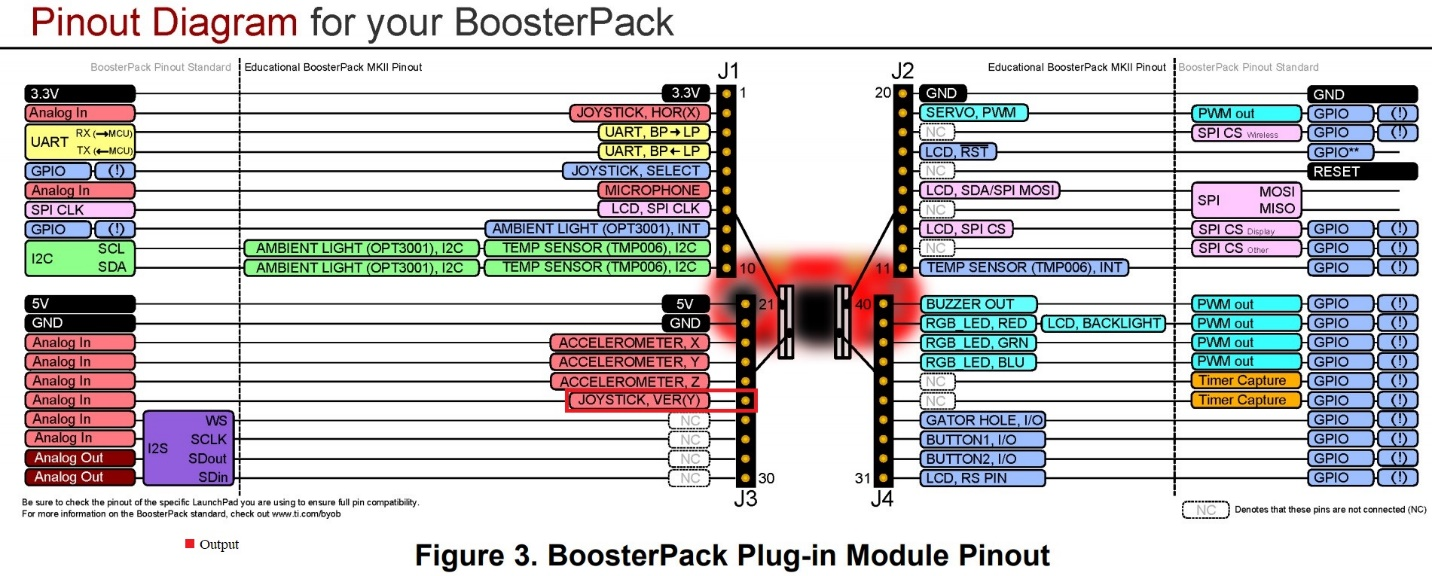 Pinout Diagram for your BoosterPack
BoosterPack Pinout Standard
Educational BoosterPack MKII Pinout
J1
J2
Educational BoosterPack MKII Pinout
BoosterPack Pinout Standard
3.3V 3.3V 1
Analog In JOYSTICK, HOR(X)
UART RX (→MCU) UART, BP→LP
TX (←MCU) UART, BP←LP
GPIO (!) JOYSTICK, SELECT
Analog In MICROPHONE
SPI CLK LCD, SPI CLK
GPIO (!) AMBIENT LIGHT (OPT3001), INT
I2C SCL AMBIENT LIGHT (OPT3001), I2C TEMP SENSOR (TMP006), I2C
SDA AMBIENT LIGHT (OPT3001), I2C TEMP SENSOR (TMP006), I2C 10
20 GND GND
SERVO, PWM PWM out GPIO (!)
NC SPI CS Wireless GPIO (!)
LCD, RST GPIO**
NC RESET
LCD, SDA/SPI MOSI SPI MOSI
NC MISO
LCD, SPI CS SPI CS Display GPIO (!)
NC SPI CS Other GPIO (!)
11 TEMP SENSOR (TMP006), INT GPIO (!)
5V 5V 21
GND GND
Analog In ACCELEROMETER, X
Analog In ACCELEROMETER, Y
Analog In ACCELEROMETER, Z
Analog In JOYSTICK, VER(Y)
Analog In I2S WS NC
Analog In SCLK NC
Analog Out SDout NC
Analog Out SDin NC 30
J3
40 BUZZER OUT PWM out GPIO (!)
RGB_LED, RED LCD, BACKLIGHT PWM out GPIO (!)
RGB_LED, GRN PWM out GPIO (!)
RGB_LED, BLU PWM out GPIO (!)
NC Timer Capture GPIO (!)
NC Timer Capture GPIO (!)
GATOR HOLE, I/O GPIO (!)
BUTTON1, I/O GPIO (!)
BUTTON2, I/O GPIO (!)
31 LCD, RS PIN GPIO (!)
J4
Be sure to check the pinout of the specific LaunchPad you are using to ensure full pin compatibility.
For more information on the BoosterPack standard, check out www.ti.com/byob
NC Denotes that these pins are not connected (NC)
Output
Figure 3. BoosterPack Plug-in Module Pinout